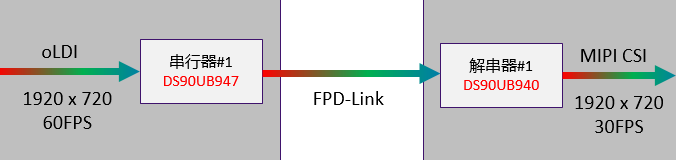 oLDI
1920 x 720
60FPS
串行器#1
DS90UB947
FPD-Link
解串器#1
DS90UB940
MIPI CSI
1920 x 720
30FPS